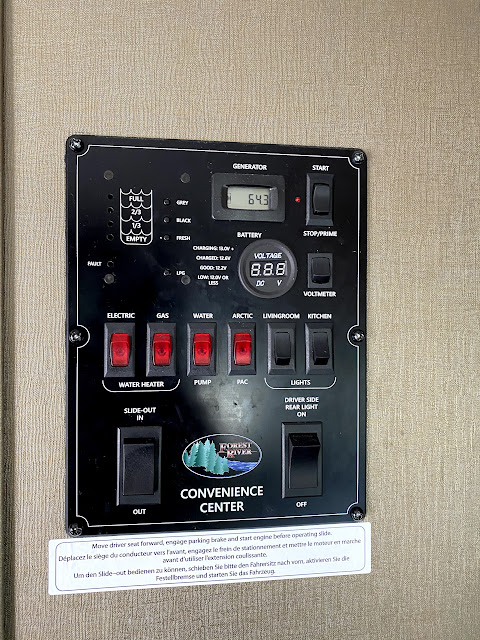 GENERATOR
START
64.3
STOP/PRIME
FULL
2/3
1/3
EMPTY
GREY
BLACK
FRESH
FAULT
LPG
BATTERY
CHARGING: 13.0V +
CHARGED: 12.6V
GOOD: 12.2V
LOW: 12.0V OR
LESS
VOLTAGE
8.8.8
DC V
VOLTMETER
ELECTRIC
GAS
WATER
ARCTIC
LIVINGROOM
KITCHEN
WATER HEATER
PUMP
PAC
LIGHTS
SLIDE-OUT
IN
OUT
FOREST
RIVER
CONVENIENCE
CENTER
DRIVER SIDE
REAR LIGHT
ON
OFF
Move driver seat forward, engage parking brake and start engine before operating slide.
Déplacez le siège du conducteur vers l'avant, engagez le frein de stationnement et mettre le moteur en marche
avant d'utiliser l'extension coulissante.
Um den Slide-out bedienen zu können, schieben Sie bitte den Fahrersitz nach vorn, aktivieren Sie die
Festellbremse und starten Sie das Fahrzeug.